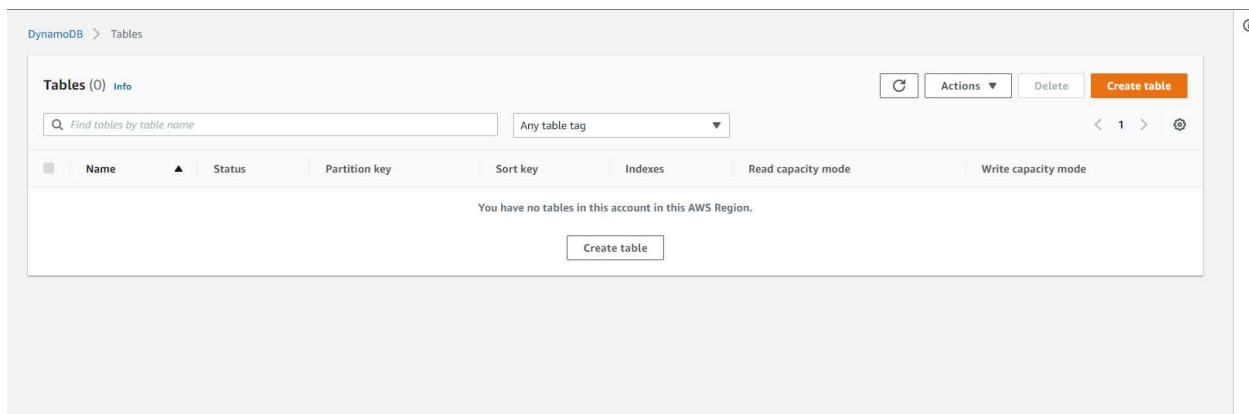 DynamoDB > Tables
Tables (0) Info
Actions
Delete
Create table
Find tables by table name
Any table tag
< 1 >
Name
Status
Partition key
Sort key
Indexes
Read capacity mode
Write capacity mode
You have no tables in this account in this AWS Region.
Create table